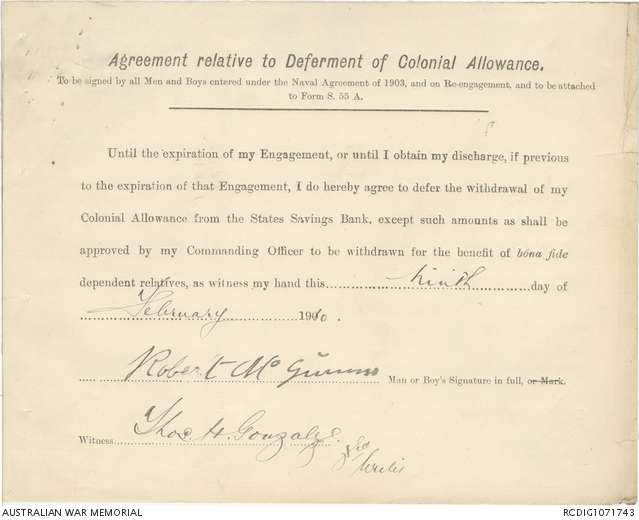 Agreement relative to Deferment of Colonial Allowance.
To be signed by all Men and Boys entered under the Naval Agreement of 1903, and on Re-engagement, and to be attached
to Form S. 55 A.
Until the expiration of my Engagement, or until I obtain my discharge, if previous
to the expiration of that Engagement, I do hereby agree to defer the withdrawal of my
Colonial Allowance from the States Savings Bank, except such amounts as shall be
approved by my Commanding Officer to be withdrawn for the benefit of bóna fide
dependent relatives, as witness my hand this ninth day of
February 1910.
Robert Mc Man or Boy's Signature in full, or Mark.
Witness Thos. H.
AUSTRALIAN WAR MEMORIAL RCDIG1071743